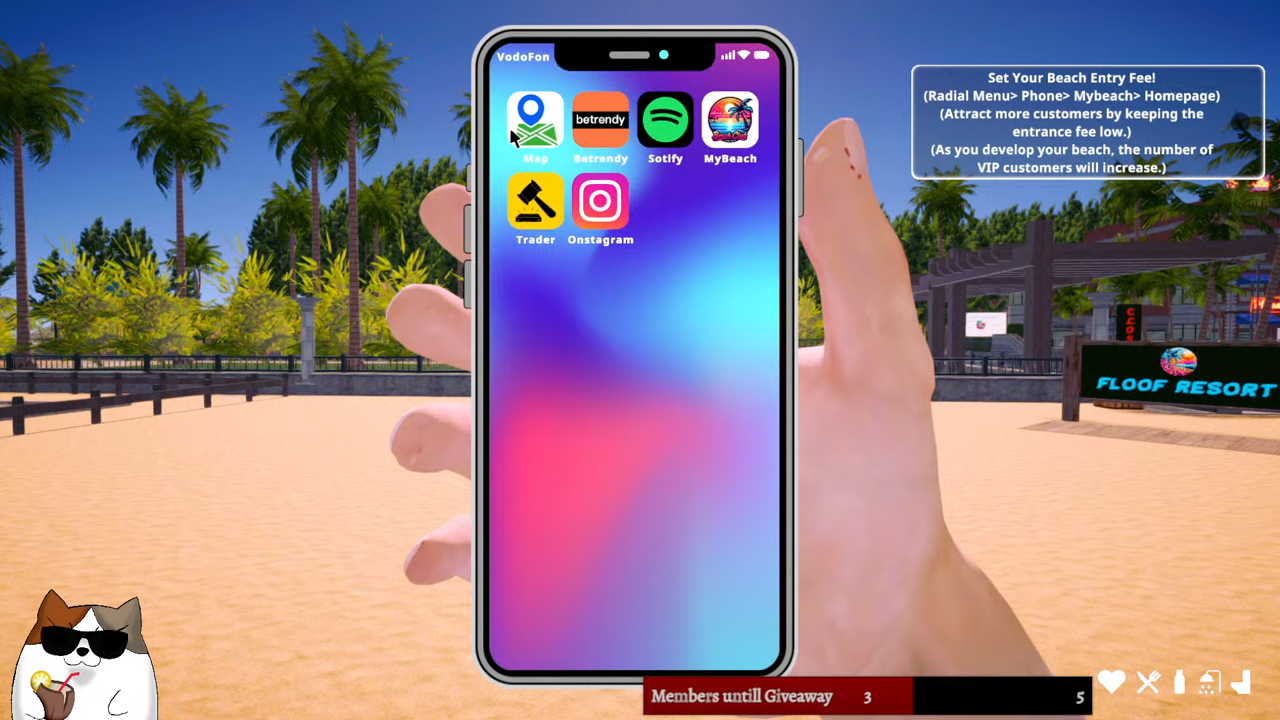 VodoFon
betrendy
Beach Club
Map
Betrendy
Sotify
MyBeach
Trader
Onstagram
Set Your Beach Entry Fee!
(Radial Menu> Phone> Mybeach> Homepage)
(Attract more customers by keeping the
entrance fee low.)
(As you develop your beach, the number of
VIP customers will increase.)
FLOOF RESORT
Members untill Giveaway 3 5